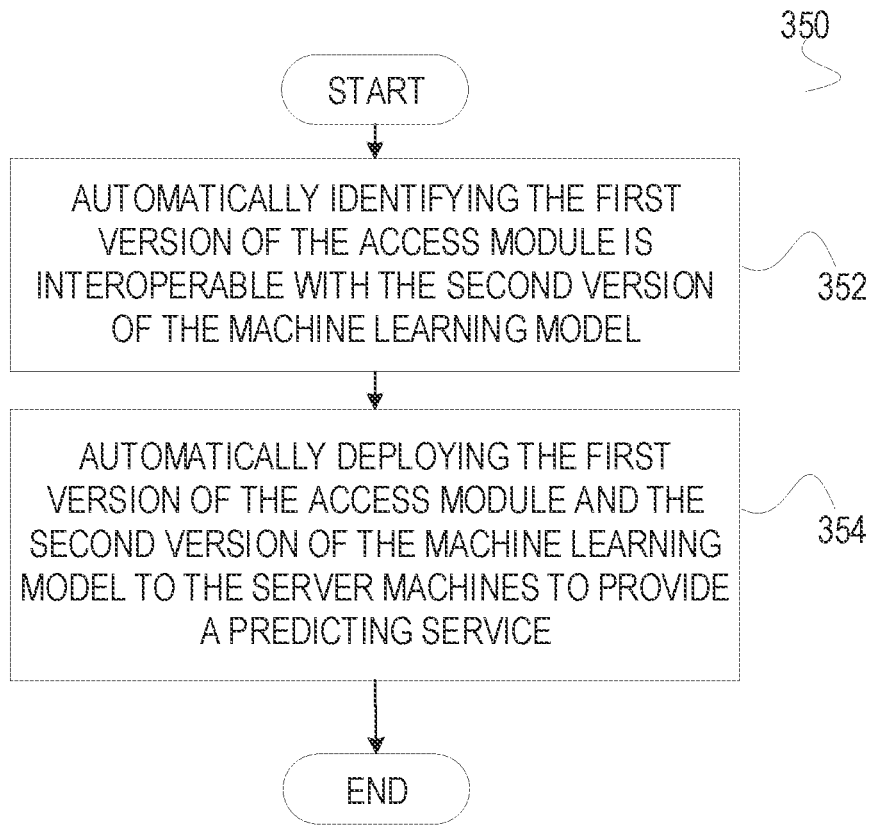 350
START
AUTOMATICALLY IDENTIFYING THE FIRST
VERSION OF THE ACCESS MODULE IS
INTEROPERABLE WITH THE SECOND VERSION
OF THE MACHINE LEARNING MODEL
352
AUTOMATICALLY DEPLOYING THE FIRST
VERSION OF THE ACCESS MODULE AND THE
SECOND VERSION OF THE MACHINE LEARNING
MODEL TO THE SERVER MACHINES TO PROVIDE
A PREDICTING SERVICE
354
END